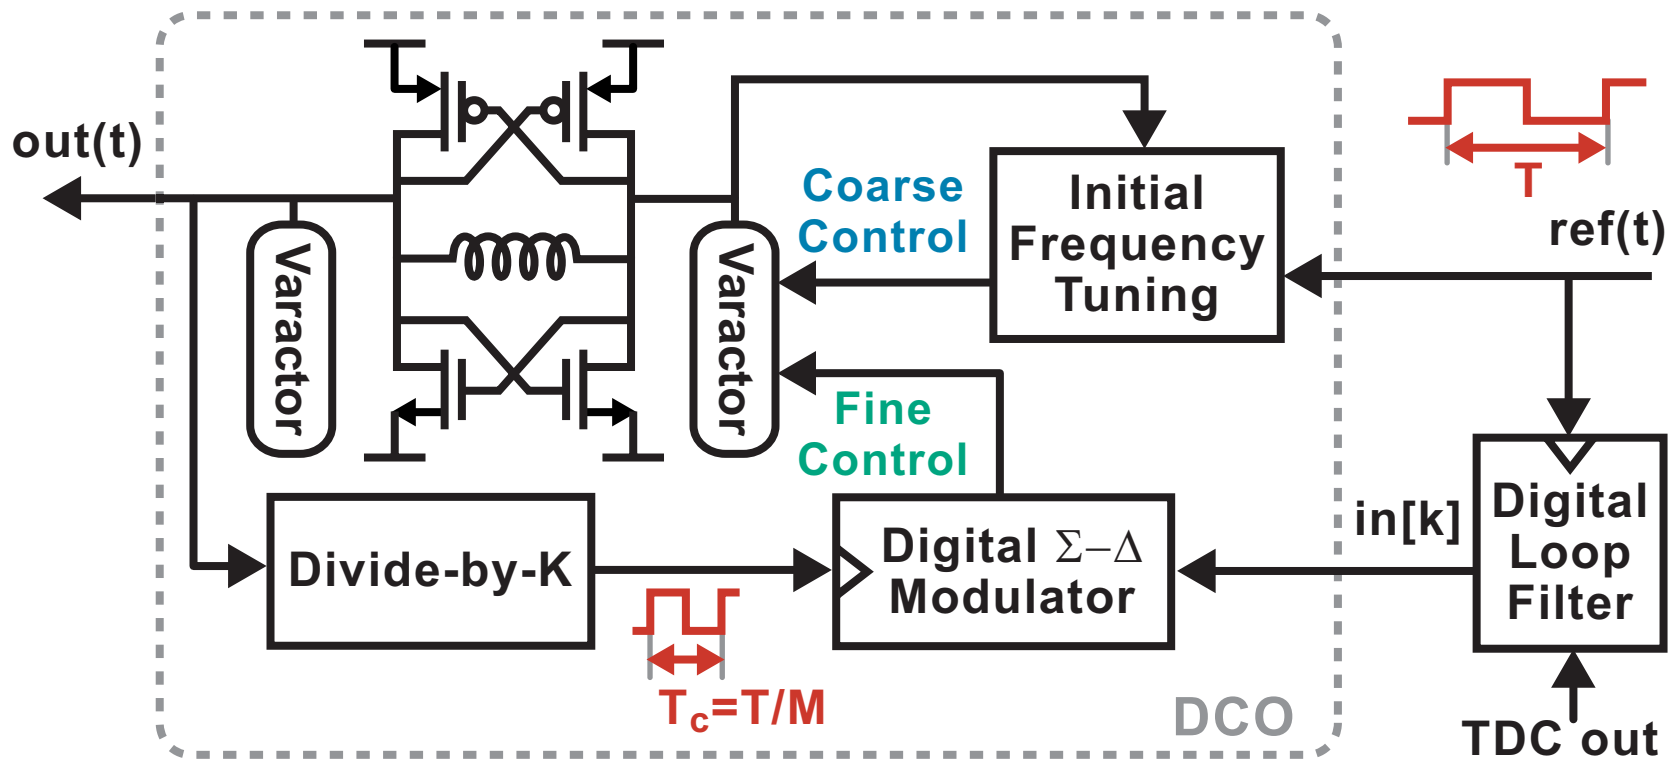 out(t)
Varactor
Coarse
Control
Varactor
Initial
Frequency
Tuning
T
ref(t)
Fine
Control
Divide-by-K
Tc=T/M
Digital Σ–Δ
Modulator
in[k]
Digital
Loop
Filter
DCO
TDC out